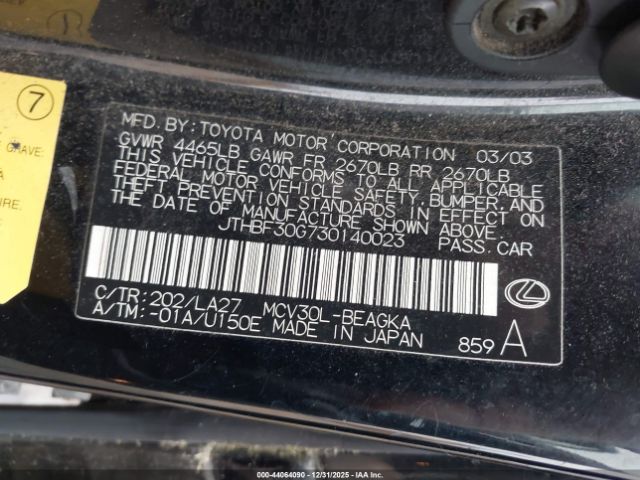 7
GRAVE.
MFD. BY: TOYOTA MOTOR CORPORATION 03/03
GVWR 4465LB GAWR FR 2670LB RR 2670LB
THIS VEHICLE CONFORMS TO ALL APPLICABLE
FEDERAL MOTOR VEHICLE SAFETY, BUMPER, AND
THEFT PREVENTION STANDARDS IN EFFECT ON
THE DATE OF MANUFACTURE SHOWN ABOVE.
JTHBF30G730140023 PASS. CAR
C/TR: 202/LA27 MCV30L-BEAGKA
A/TM: -01A/U150E MADE IN JAPAN 859 A
000-44064090 - 12/31/2025 - IAAI.COM